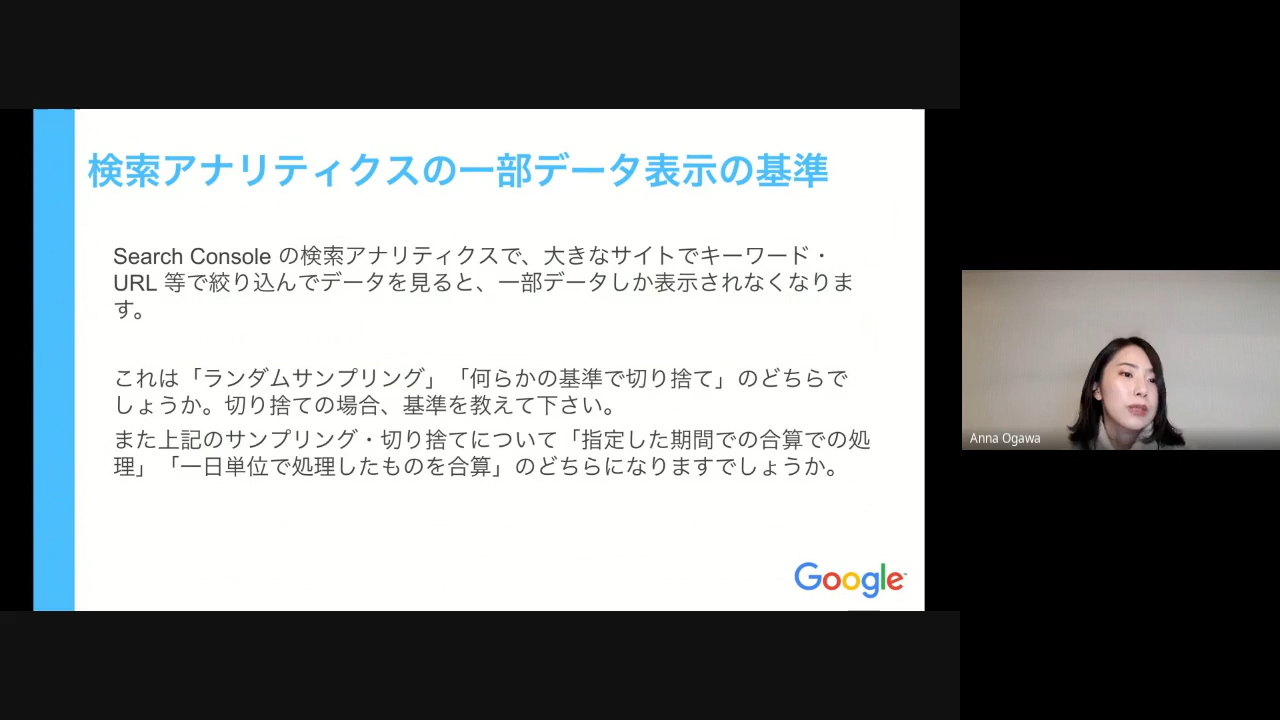 検索アナリティクスの一部データ表示の基準
Search Console の検索アナリティクスで、大きなサイトでキーワード・
URL 等で絞り込んでデータを見ると、一部データしか表示されなくなりま
す。
これは「ランダムサンプリング」「何らかの基準で切り捨て」のどちらで
しょうか。切り捨ての場合、基準を教えて下さい。
また上記のサンプリング・切り捨てについて「指定した期間での合算での処
理」「一日単位で処理したものを合算」のどちらになりますでしょうか。
Google
Anna Ogawa